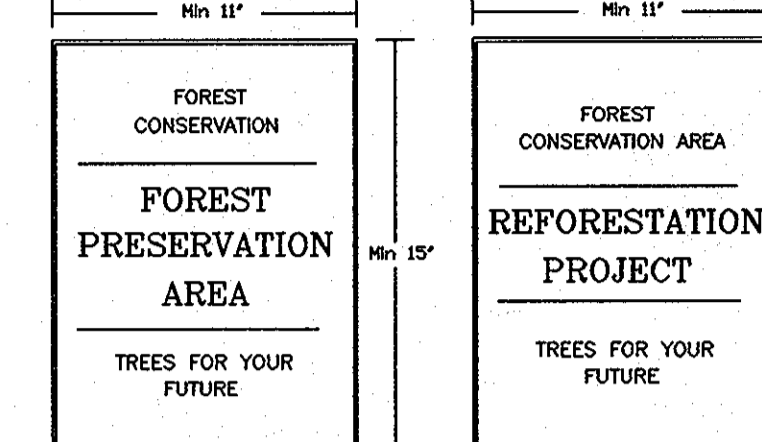 Min 11"
FOREST
CONSERVATION
FOREST
PRESERVATION
AREA
TREES FOR YOUR
FUTURE
Min 15"
Min 11"
FOREST
CONSERVATION AREA
REFORESTATION
PROJECT
TREES FOR YOUR
FUTURE